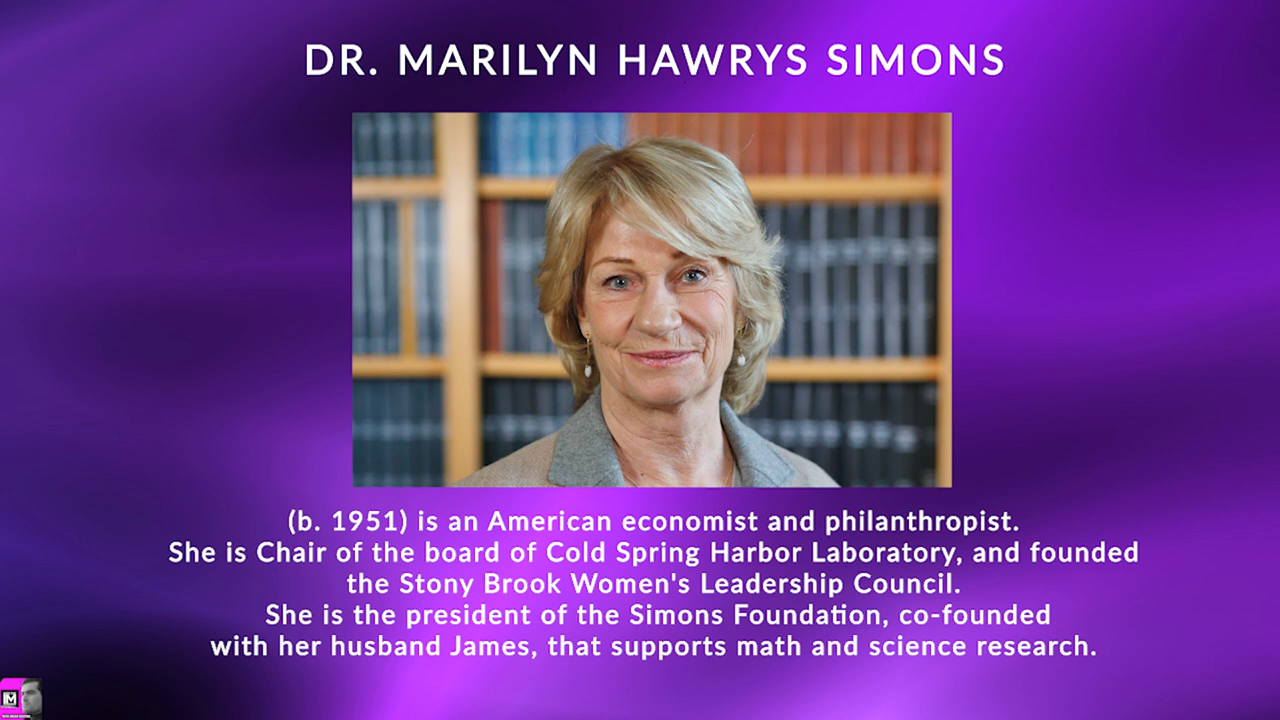 DR. MARILYN HAWRYS SIMONS
(b. 1951) is an American economist and philanthropist.
She is Chair of the board of Cold Spring Harbor Laboratory, and founded
the Stony Brook Women's Leadership Council.
She is the president of the Simons Foundation, co-founded
with her husband James, that supports math and science research.